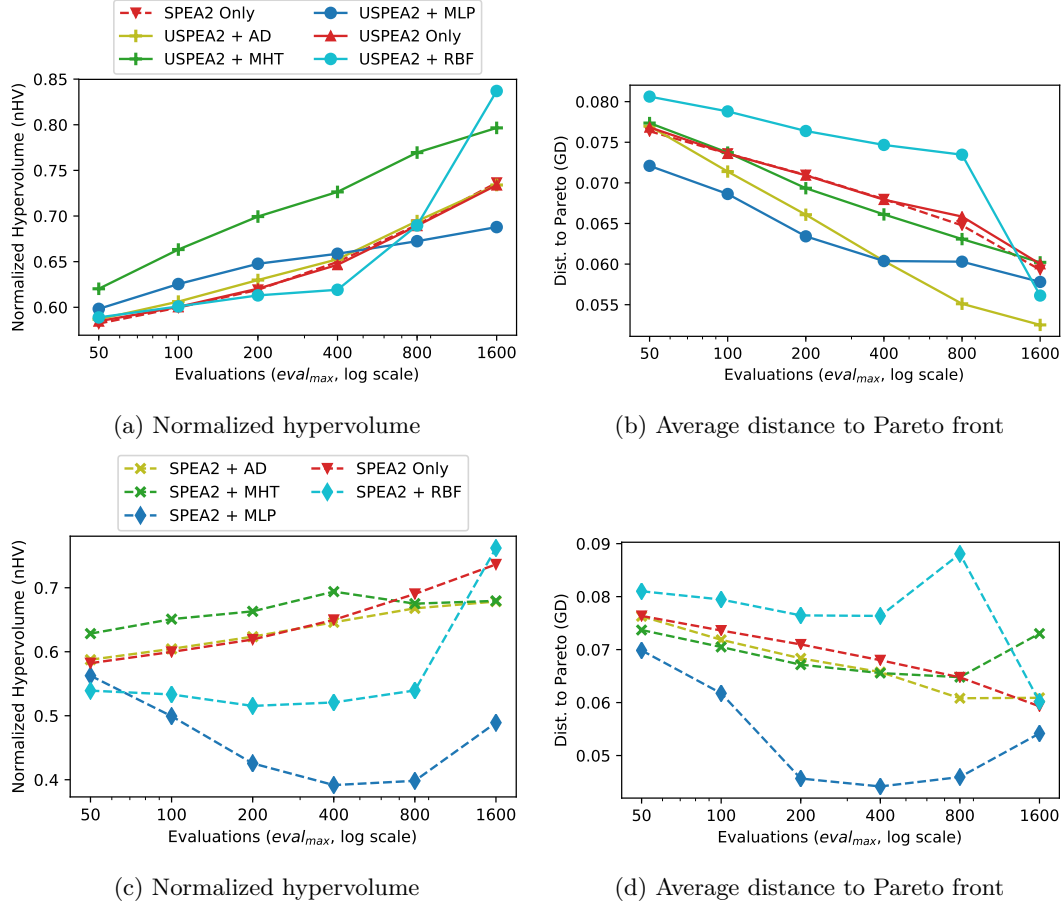 SPEA2 Only
USPEA2 + AD
USPEA2 + MHT
USPEA2 + MLP
USPEA2 Only
USPEA2 + RBF
Normalized Hypervolume (nHV)
0.85
0.80
0.75
0.70
0.65
0.60
50 100 200 400 800 1600
Evaluations (eval_max, log scale)
(a) Normalized hypervolume
Dist. to Pareto (GD)
0.080
0.075
0.070
0.065
0.060
0.055
50 100 200 400 800 1600
Evaluations (eval_max, log scale)
(b) Average distance to Pareto front
SPEA2 + AD
SPEA2 + MHT
SPEA2 + MLP
SPEA2 Only
SPEA2 + RBF
Normalized Hypervolume (nHV)
0.7
0.6
0.5
0.4
50 100 200 400 800 1600
Evaluations (eval_max, log scale)
(c) Normalized hypervolume
Dist. to Pareto (GD)
0.09
0.08
0.07
0.06
0.05
50 100 200 400 800 1600
Evaluations (eval_max, log scale)
(d) Average distance to Pareto front